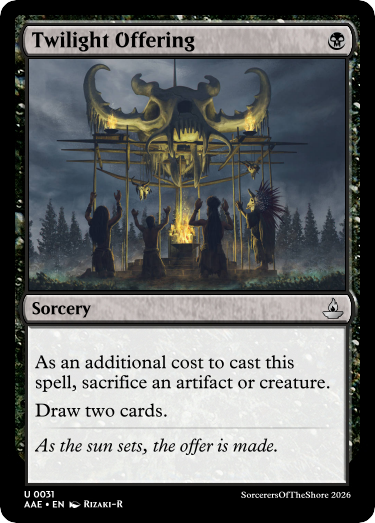 Twilight Offering
Sorcery
As an additional cost to cast this
spell, sacrifice an artifact or creature.
Draw two cards.
As the sun sets, the offer is made.
U 0031
AAE • EN Rizaki-R
SorcerersOfTheShore 2026